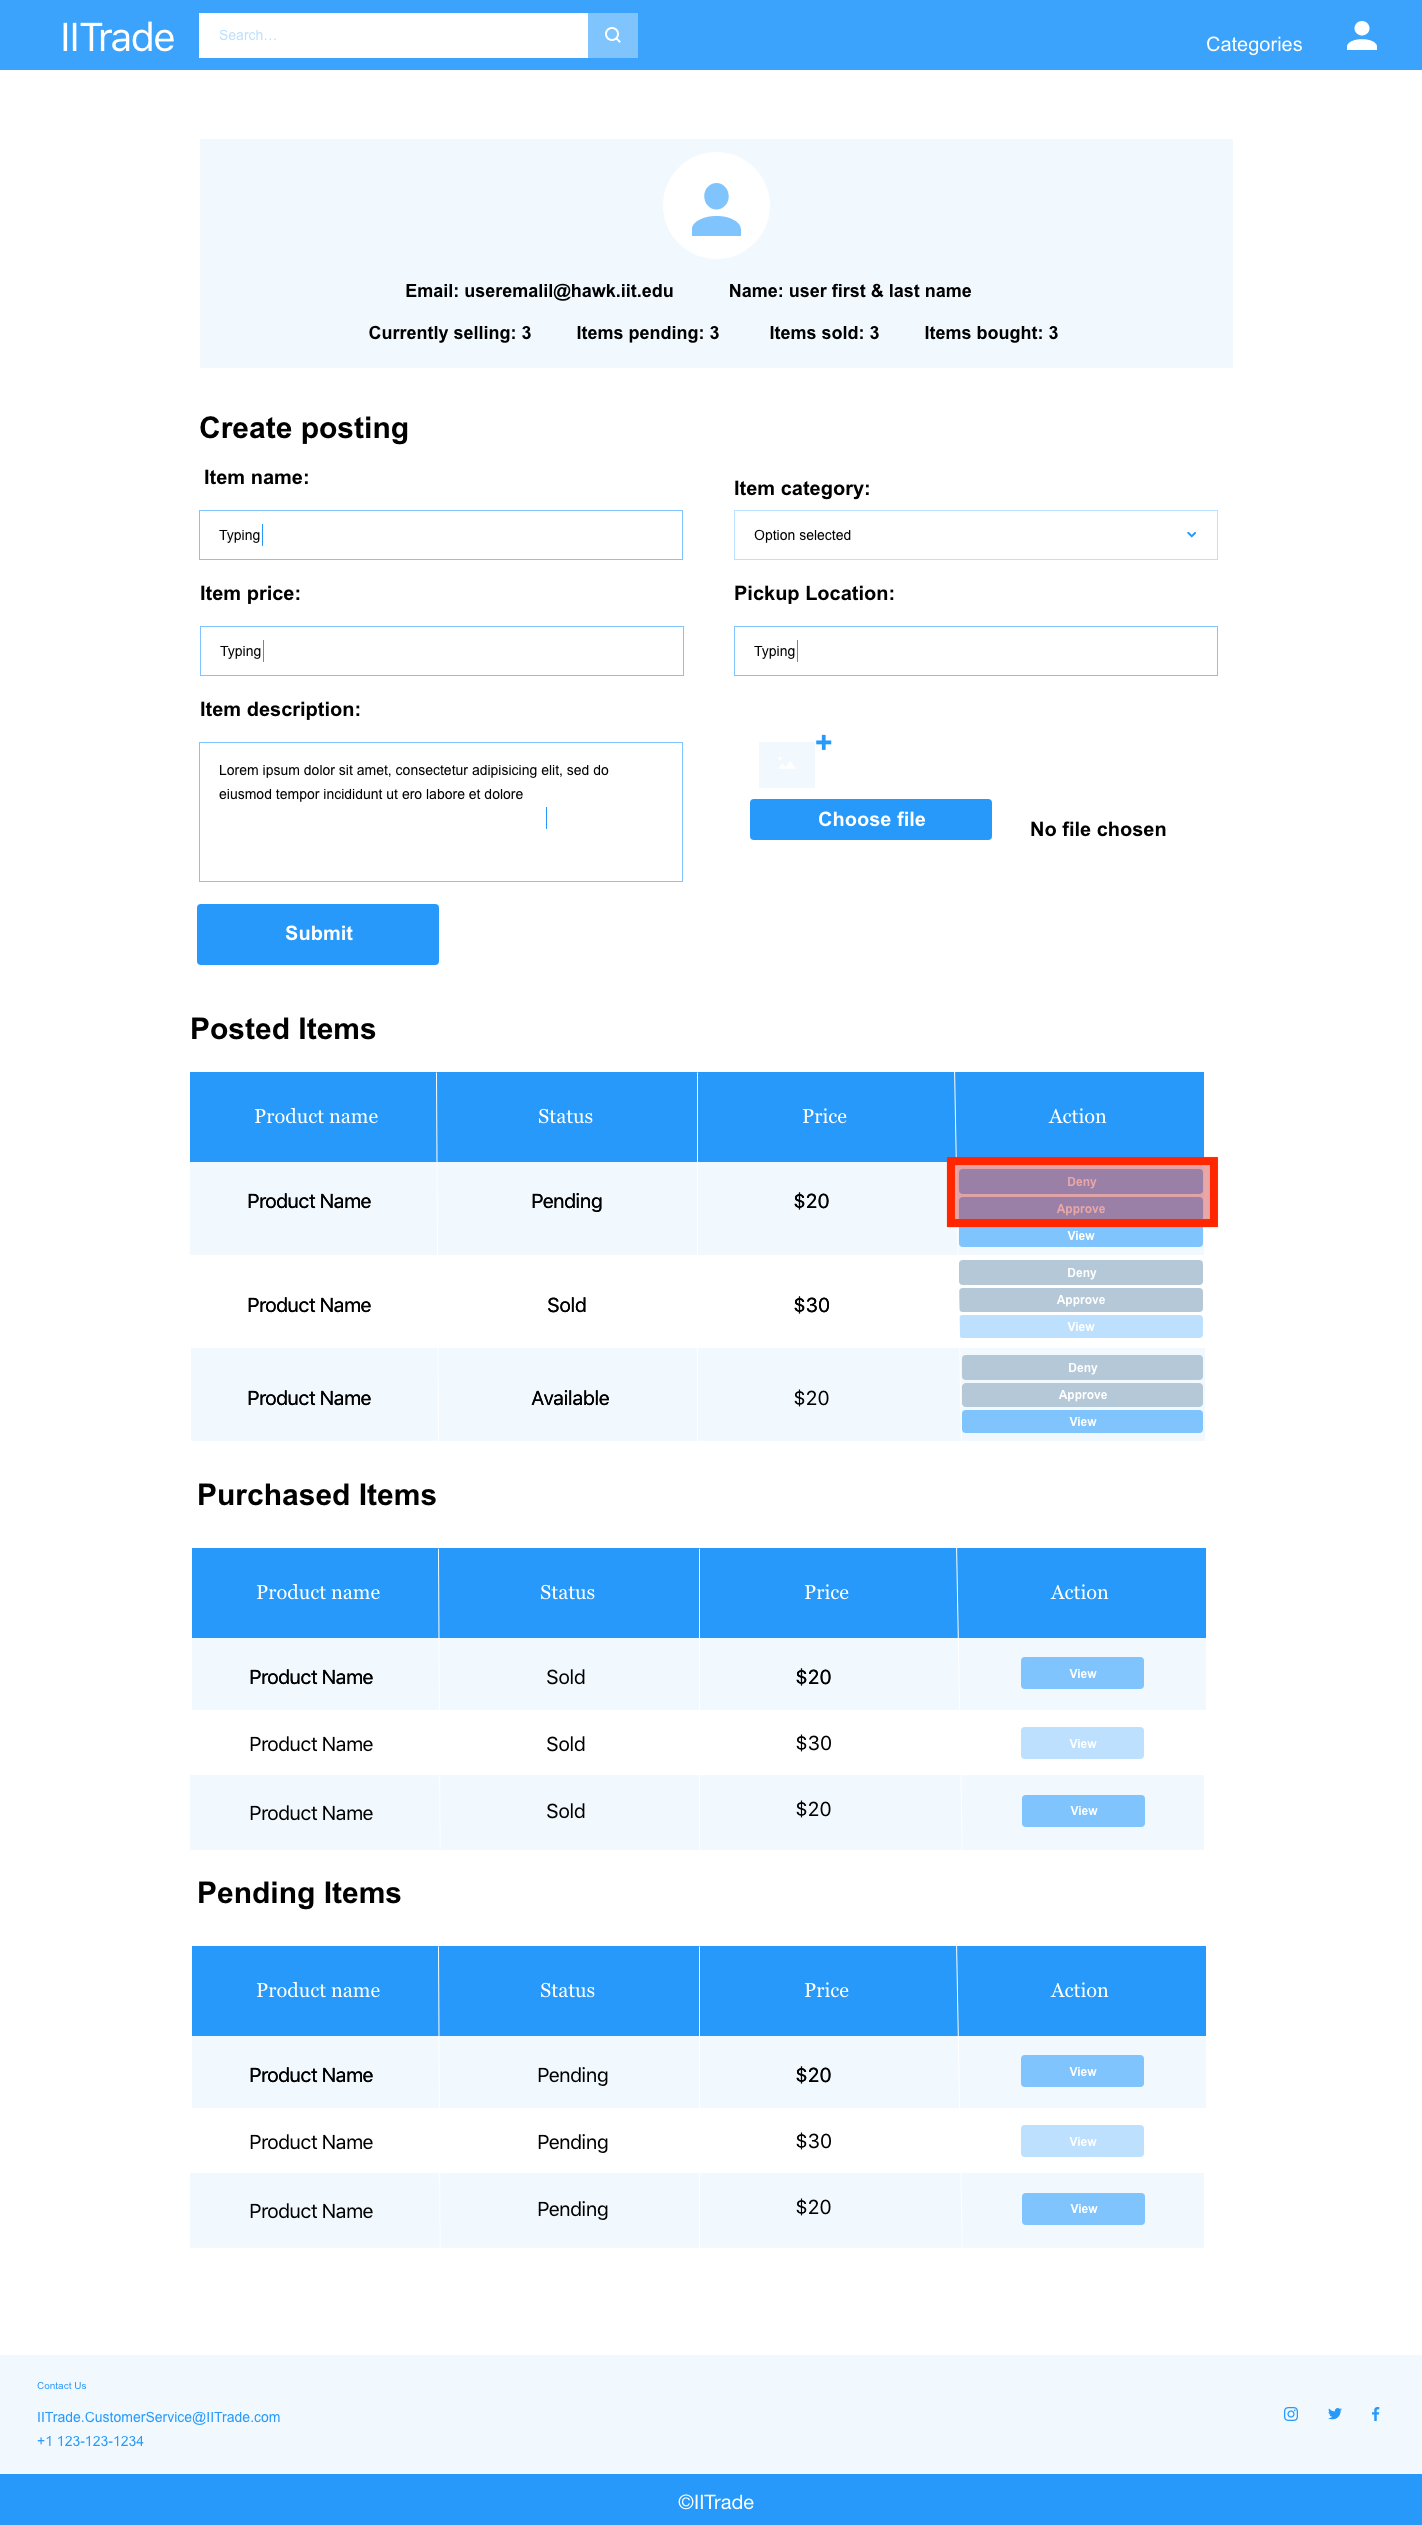 IITrade
Search...
Categories
Email: useremalil@hawk.iit.edu
Name: user first & last name
Currently selling: 3
Items pending: 3
Items sold: 3
Items bought: 3
Create posting
Item name:
Item category:
Typing
Option selected
Item price:
Pickup Location:
Typing
Typing
Item description:
Lorem ipsum dolor sit amet, consectetur adipisicing elit, sed do
eiusmod tempor incididunt ut ero labore et dolore
Choose file
No file chosen
Submit
Posted Items
Product name
Status
Price
Action
Product Name
Pending
$20
Deny
Approve
View
Product Name
Sold
$30
Deny
Approve
View
Product Name
Available
$20
Deny
Approve
View
Purchased Items
Product name
Status
Price
Action
Product Name
Sold
$20
View
Product Name
Sold
$30
View
Product Name
Sold
$20
View
Pending Items
Product name
Status
Price
Action
Product Name
Pending
$20
View
Product Name
Pending
$30
View
Product Name
Pending
$20
View
Contact Us
IITrade.CustomerService@IITrade.com
+1 123-123-1234
©IITrade